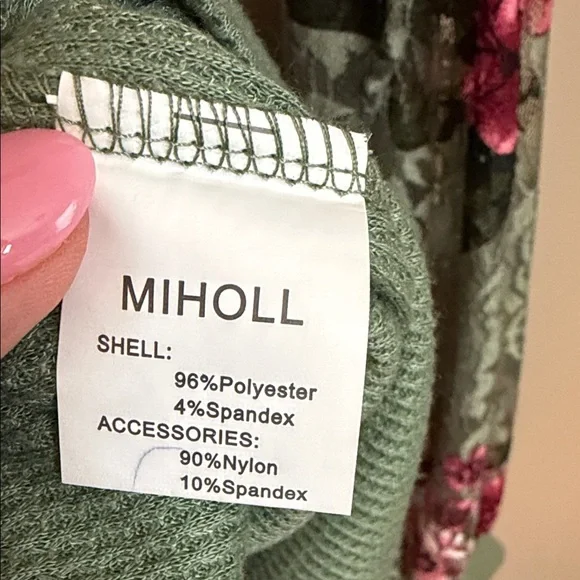 MIHOLL
SHELL:
96%Polyester
4%Spandex
ACCESSORIES:
90%Nylon
10%Spandex